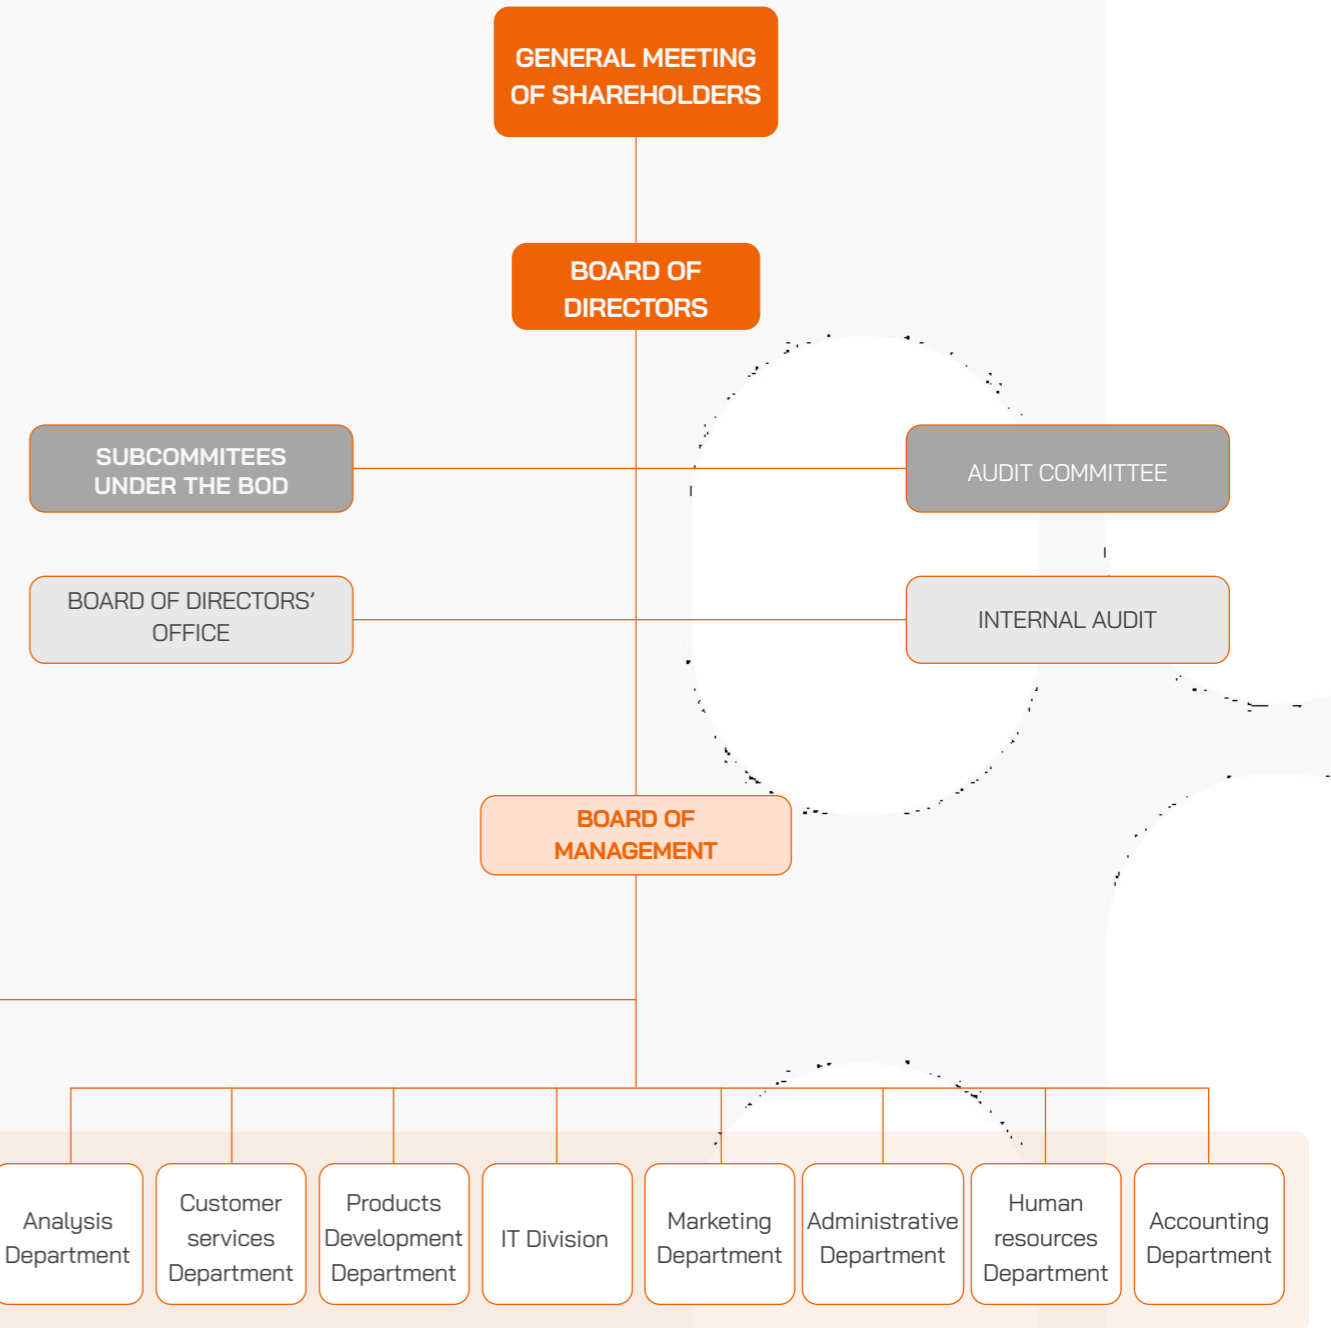 GENERAL MEETING
OF SHAREHOLDERS
BOARD OF
DIRECTORS
SUBCOMMITEES
UNDER THE BOD
AUDIT COMMITTEE
BOARD OF DIRECTORS’
OFFICE
INTERNAL AUDIT
BOARD OF
MANAGEMENT
Analysis
Department
Customer
services
Department
Products
Development
Department
IT Division
Marketing
Department
Administrative
Department
Human
resources
Department
Accounting
Department